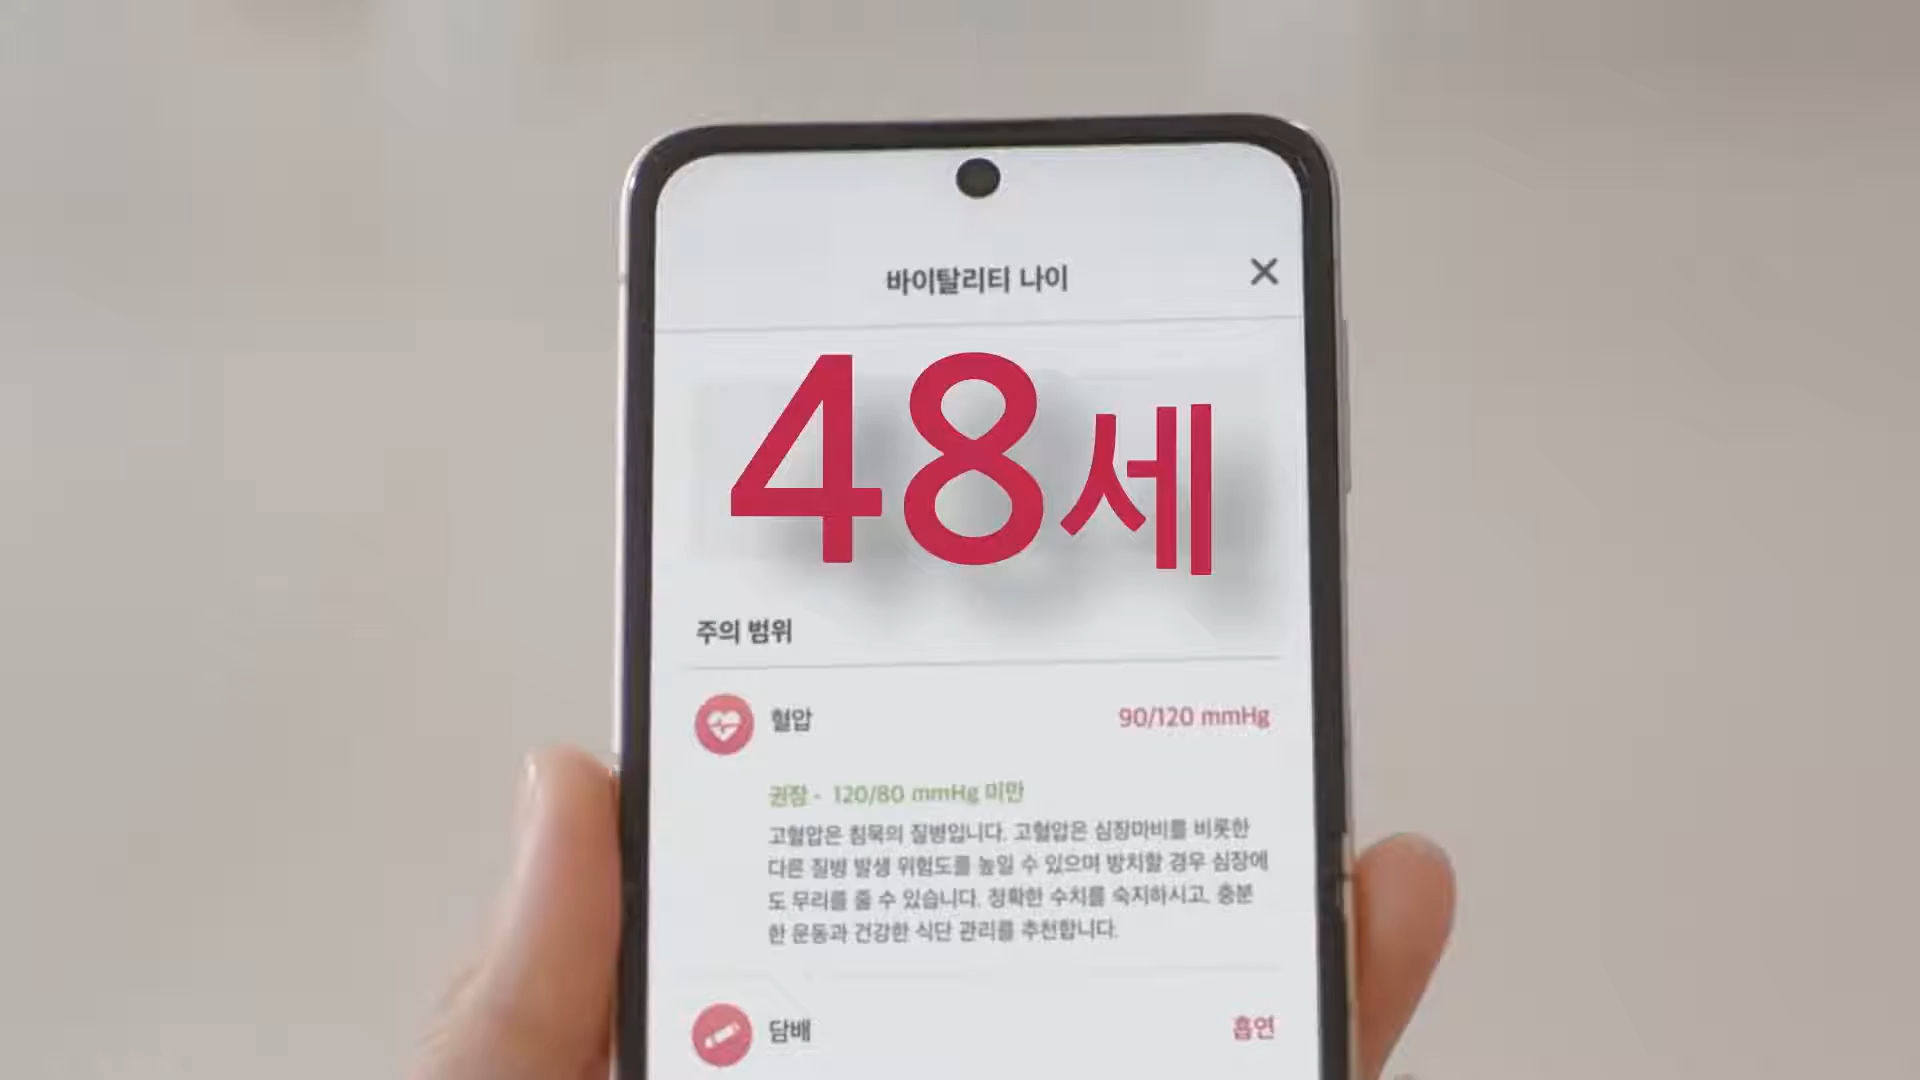 바이탈리티 나이
48세
주의 범위
혈압
90/120 mmHg
권장 - 120/80 mmHg 미만
고혈압은 침묵의 질병입니다. 고혈압은 심장마비를 비롯한
다른 질병 발생 위험도를 높일 수 있으며 방치할 경우 심장에
도 무리를 줄 수 있습니다. 정확한 수치를 숙지하시고, 충분
한 운동과 건강한 식단 관리를 추천합니다.
담배
흡연